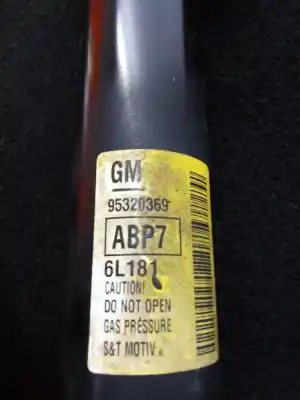 GM
95320369
ABP7
6L181
CAUTION!
DO NOT OPEN
GAS PRESSURE
S&T MOTIV